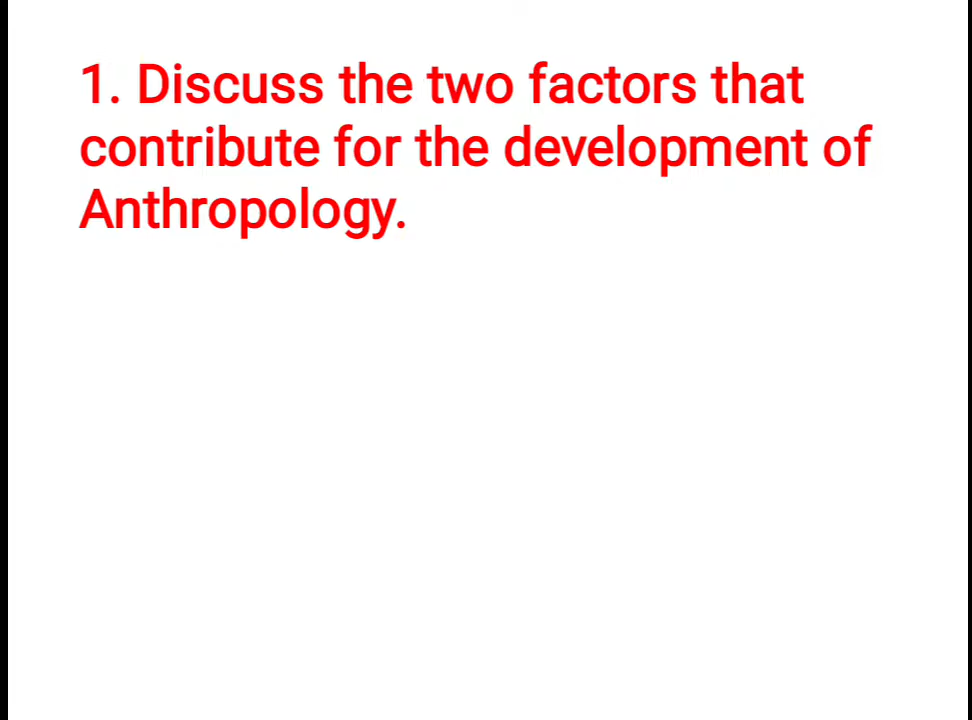 1. Discuss the two factors that
contribute for the development of
Anthropology.